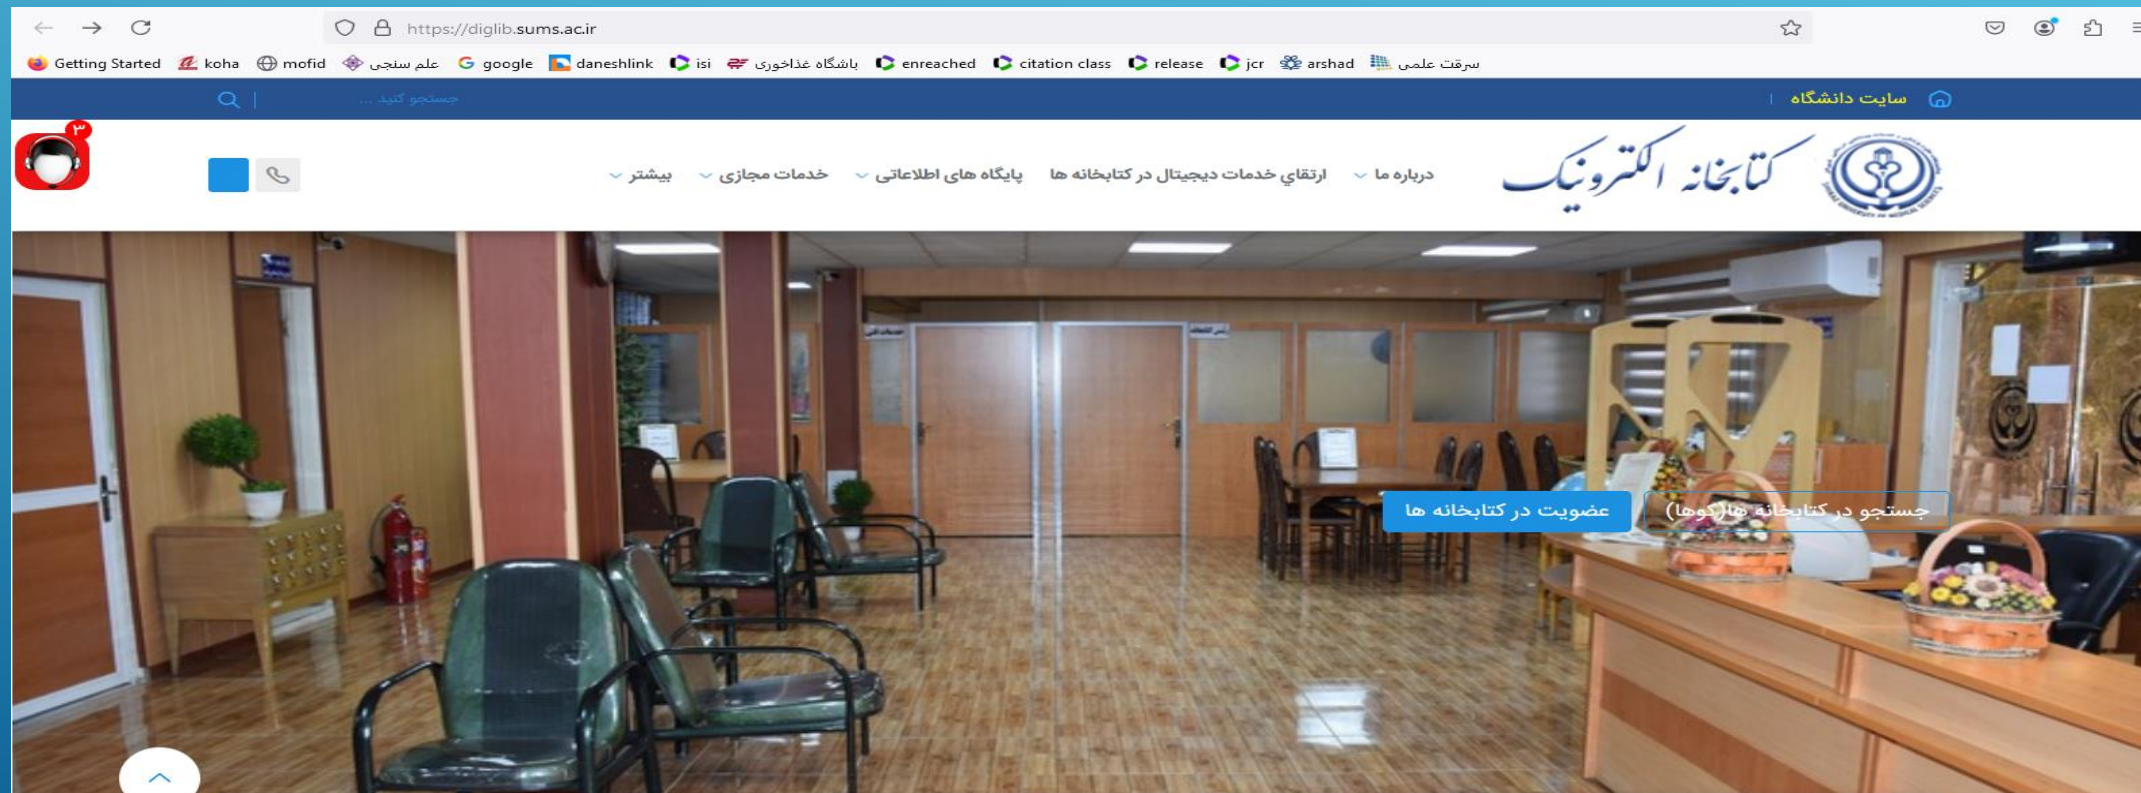 https://diglib.sums.ac.ir
Getting Started koha mofid علم سنجی google daneshlink isi باشگاه غذاخوری enreached citation class release jcr arshad سرقت علمی
سایت دانشگاه
جستجو کنید ...
۳
کتابخانه الکترونیک
درباره ما ارتقاي خدمات دیجیتال در کتابخانه ها پایگاه های اطلاعاتی خدمات مجازی بیشتر
جستجو در کتابخانه ها(کوها) عضویت در کتابخانه ها